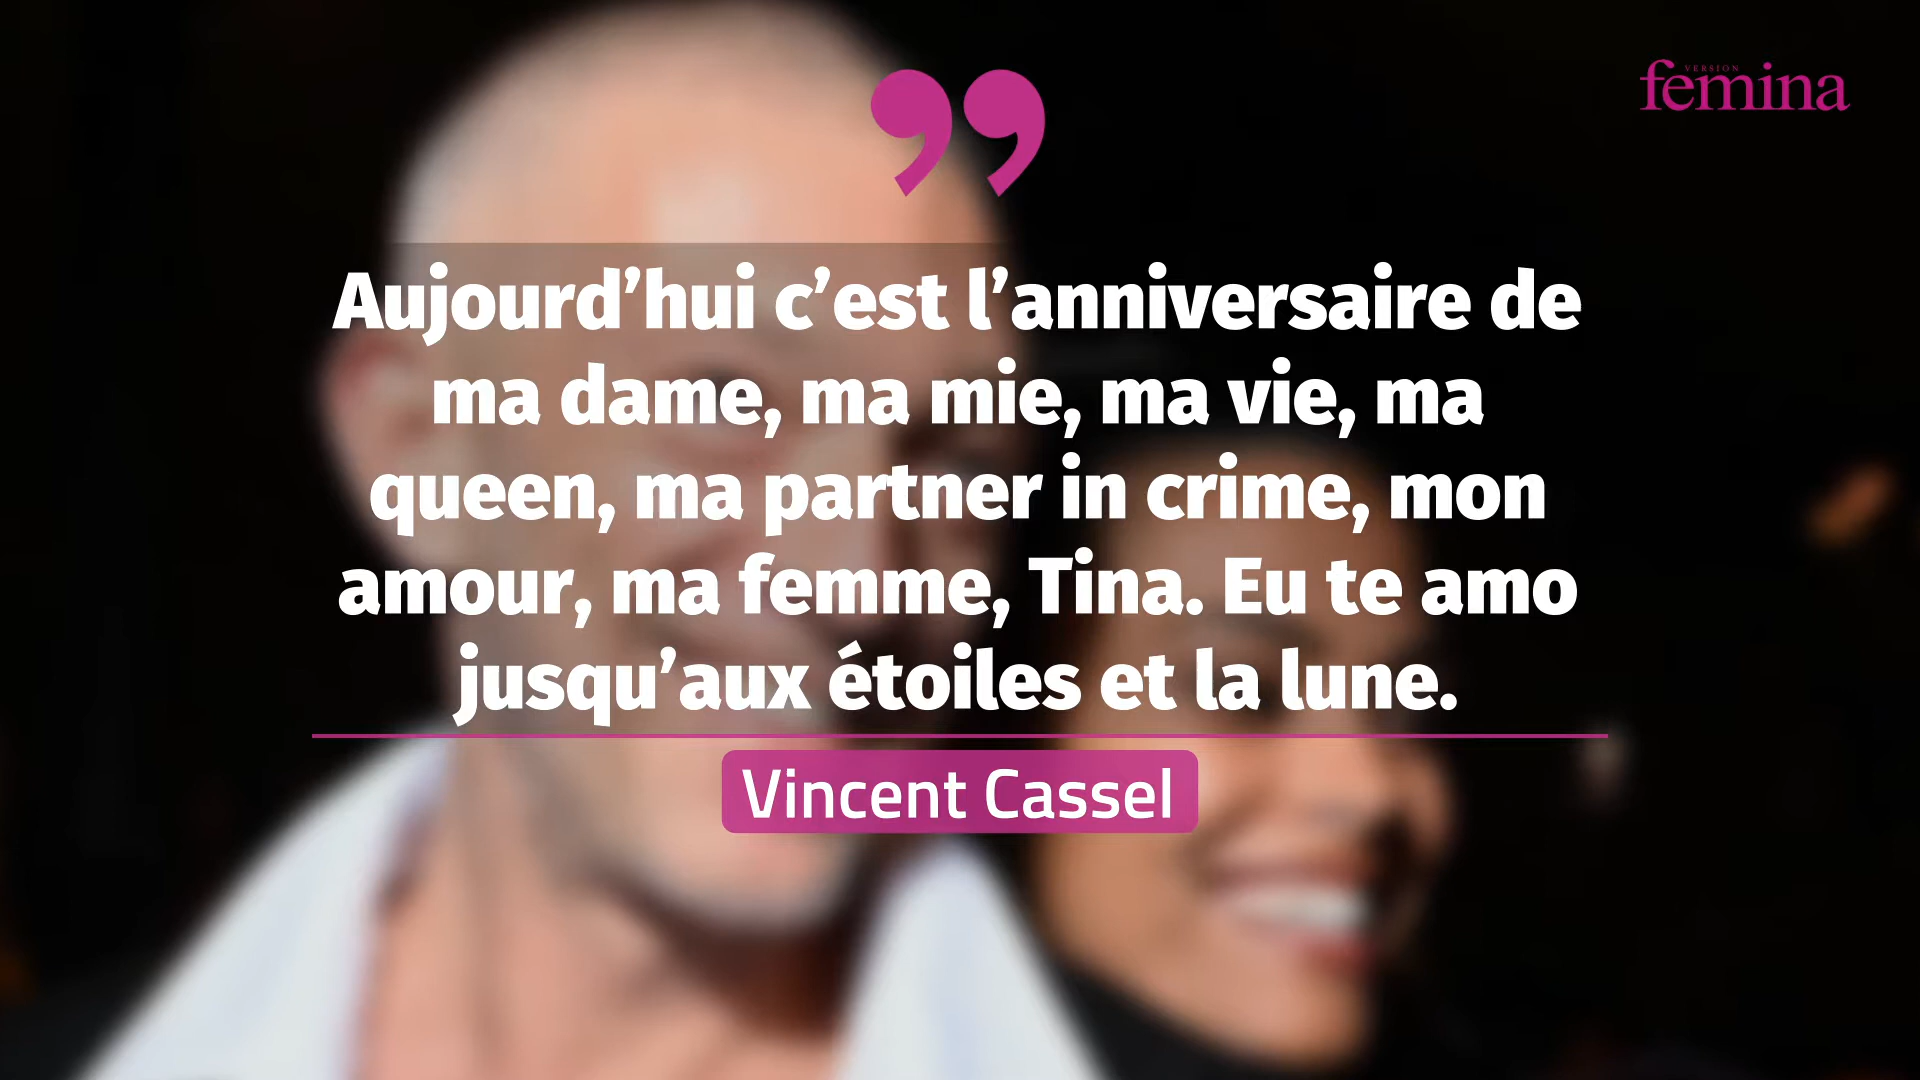 ”
VERSION
femina
Aujourd’hui c’est l’anniversaire de
ma dame, ma mie, ma vie, ma
queen, ma partner in crime, mon
amour, ma femme, Tina. Eu te amo
jusqu’aux étoiles et la lune.
Vincent Cassel